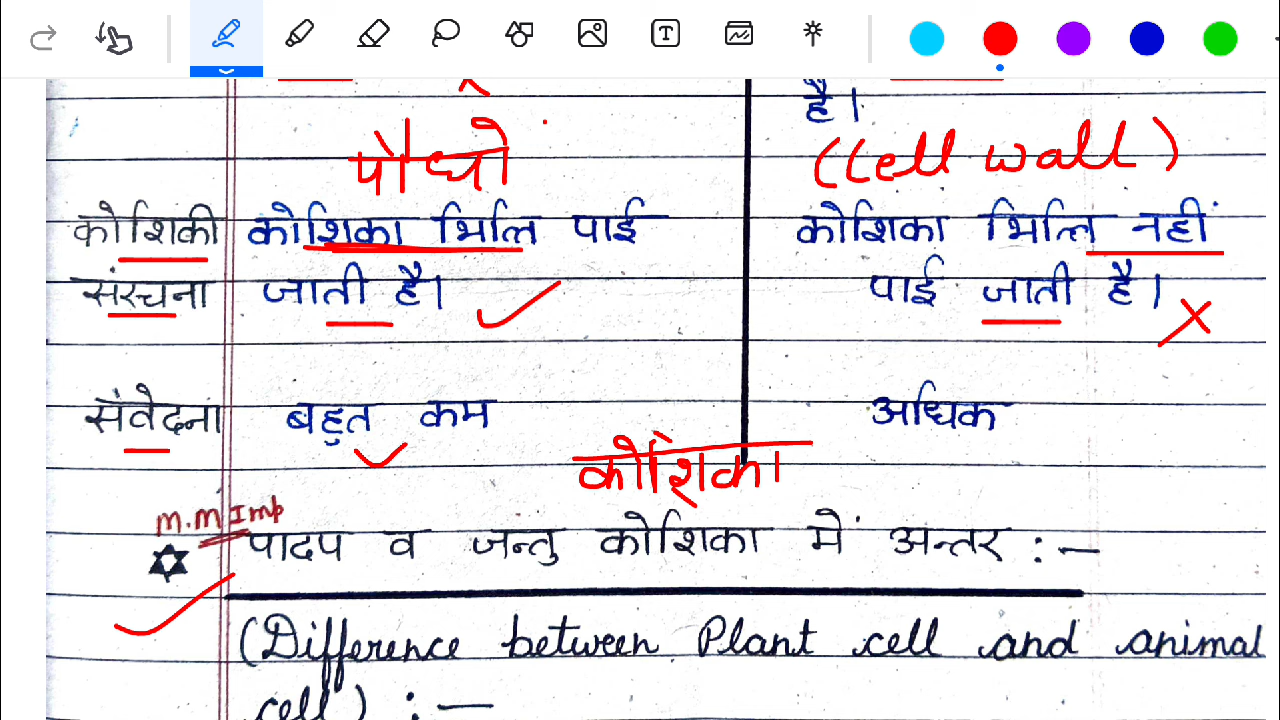 है।
पौधो (Cell wall)
कोशिकी कोशिका भित्ति पाई कोशिका भित्ति नहीं
संरचना जाती है। पाई जाती है।
संवेदना बहुत कम अधिक
कोशिका
M.M Imp
पादप व जन्तु कोशिका में अन्तर :—
(Difference between Plant cell and animal
cell) :—